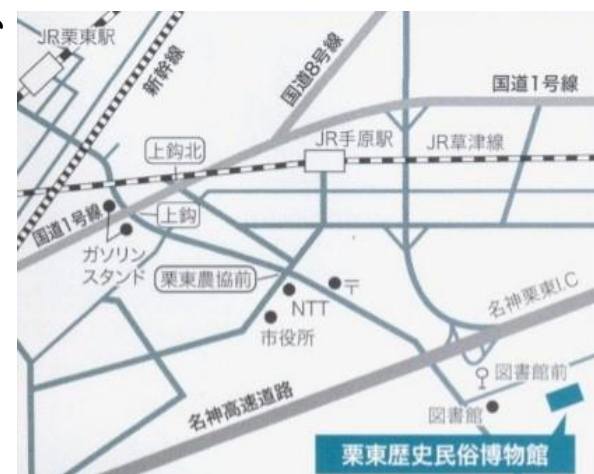 JR栗東駅
新幹線
国道8号線
国道1号線
JR手原駅
JR草津線
上鈎北
国道1号線
上鈎
ガソリン
スタンド
栗東農協前
〒
NTT
市役所
名神栗東I.C
図書館前
名神高速道路
図書館
栗東歴史民俗博物館